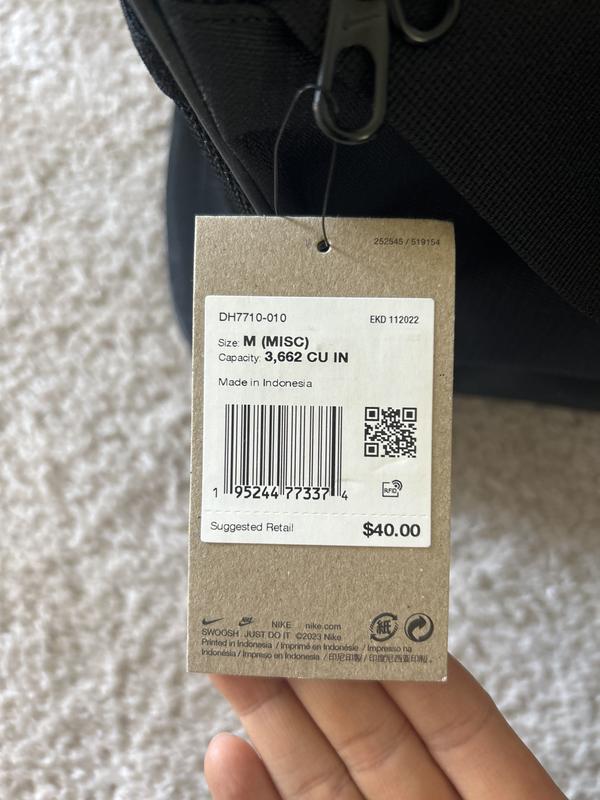 252545 / 519154
DH7710-010 EKD 112022
Size: M (MISC)
Capacity: 3,662 CU IN
Made in Indonesia
1 95244 77337 4
RFID
Suggested Retail $40.00
NIKE nike.com
SWOOSH JUST DO IT ©2023 Nike
Printed in Indonesia / Imprimé en Indonésie / Impresso na
Indonésia / Impreso en Indonesia / 印尼印製 / 印度尼西亚印制。
紙